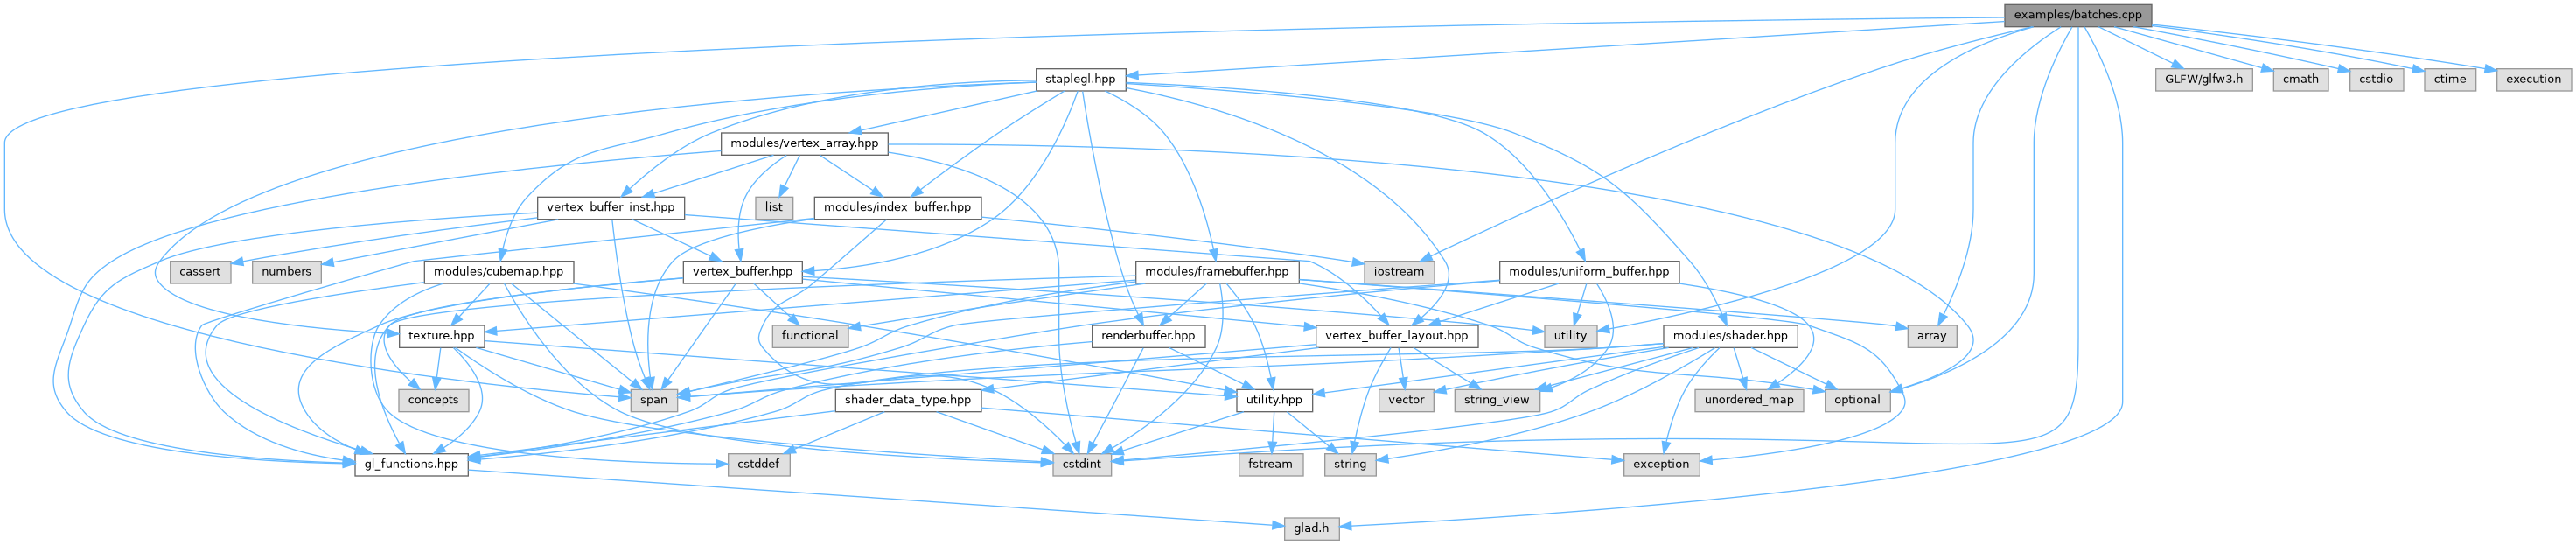 examples/batches.cpp
staplegl.hpp
GLFW/glfw3.h
cmath
cstdio
ctime
execution
modules/vertex_array.hpp
list
vertex_buffer_inst.hpp
modules/index_buffer.hpp
cassert
numbers
modules/cubemap.hpp
vertex_buffer.hpp
modules/framebuffer.hpp
iostream
modules/uniform_buffer.hpp
texture.hpp
functional
renderbuffer.hpp
vertex_buffer_layout.hpp
utility
modules/shader.hpp
array
concepts
span
shader_data_type.hpp
utility.hpp
vector
string_view
unordered_map
optional
gl_functions.hpp
cstddef
cstdint
fstream
string
exception
glad.h